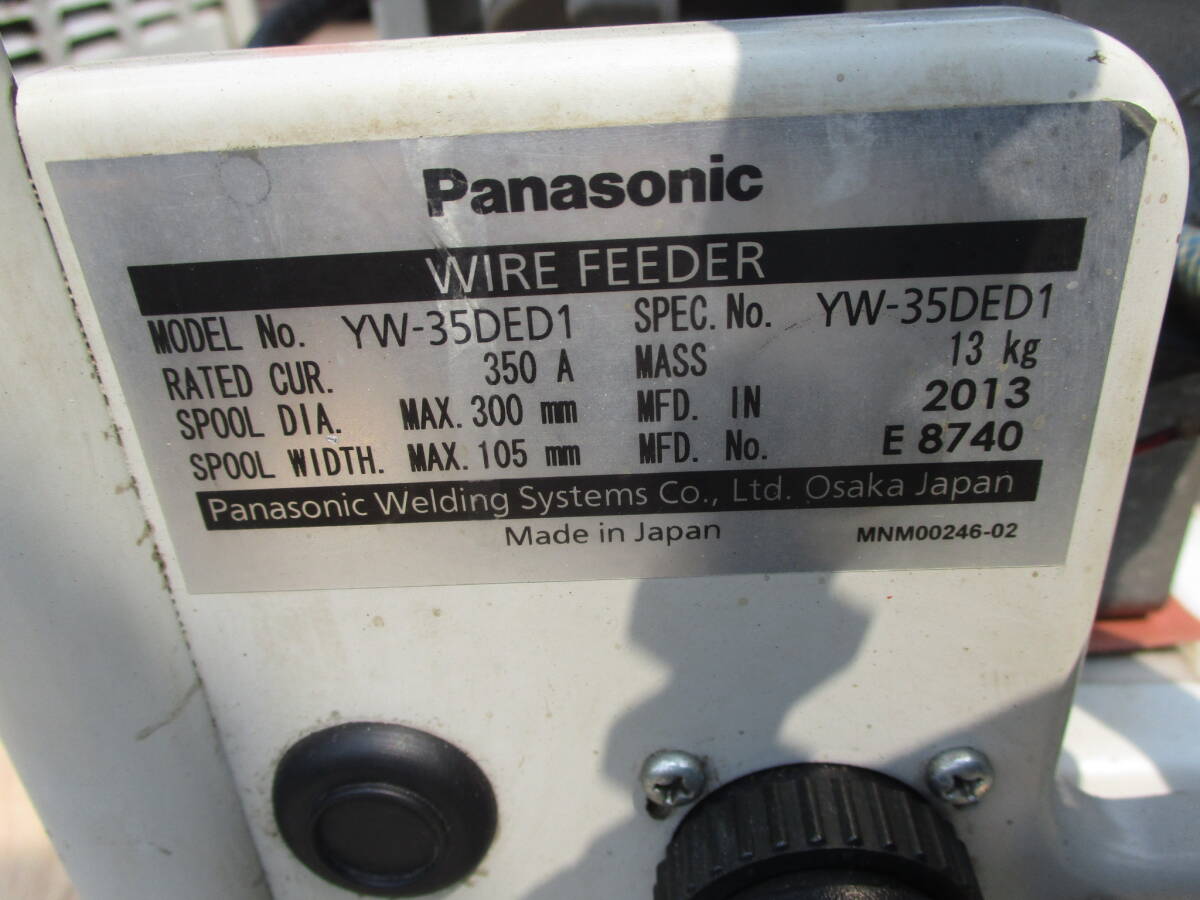 Panasonic
WIRE FEEDER
MODEL No. YW-35DED1 SPEC. No. YW-35DED1
RATED CUR. 350 A MASS 13 kg
SPOOL DIA. MAX. 300 mm MFD. IN 2013
SPOOL WIDTH. MAX. 105 mm MFD. No. E 8740
Panasonic Welding Systems Co., Ltd. Osaka Japan
Made in Japan MNM00246-02